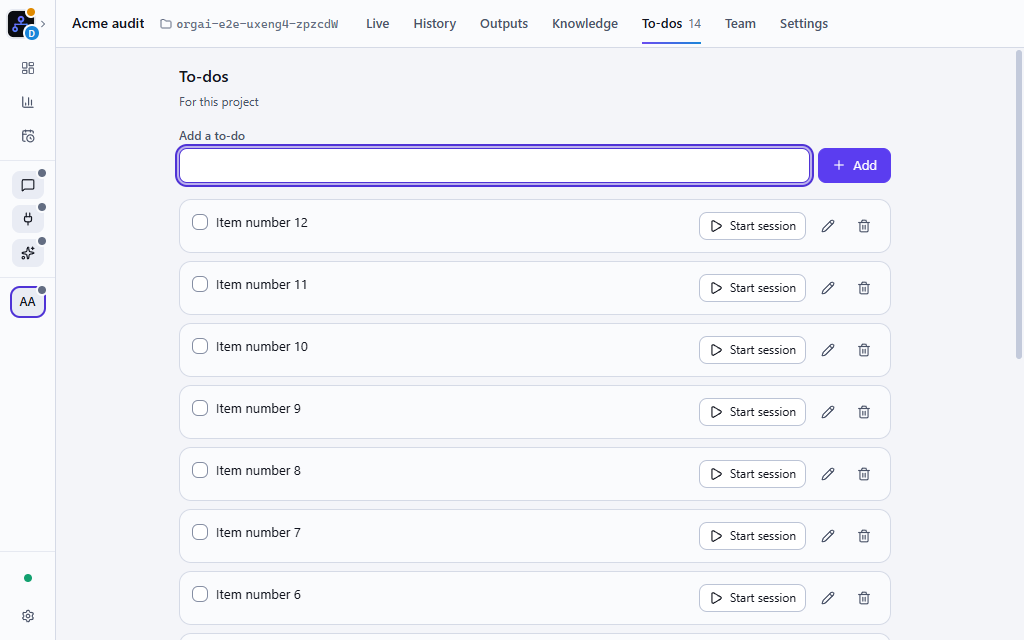 D
Acme audit orgai-e2e-uxeng4-zpzcdW Live History Outputs Knowledge To-dos 14 Team Settings
AA
To-dos
For this project
Add a to-do
Add
Item number 12 Start session
Item number 11 Start session
Item number 10 Start session
Item number 9 Start session
Item number 8 Start session
Item number 7 Start session
Item number 6 Start session